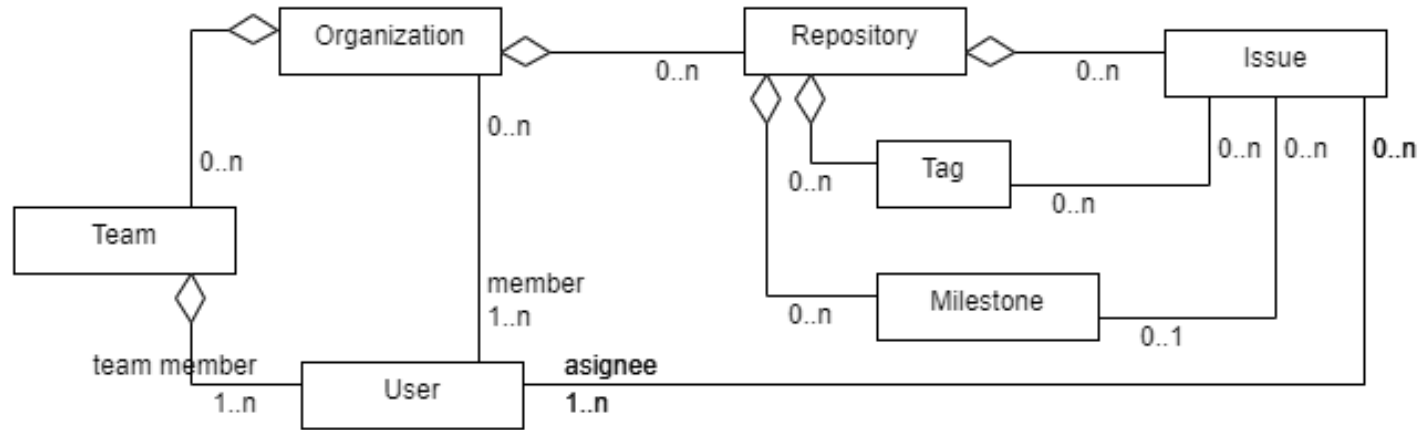 Organization
Repository
Issue
0..n
0..n
0..n
0..n
0..n
0..n
0..n
Tag
0..n
0..n
Team
member
1..n
Milestone
0..n
0..1
team member
1..n
User
asignee
1..n